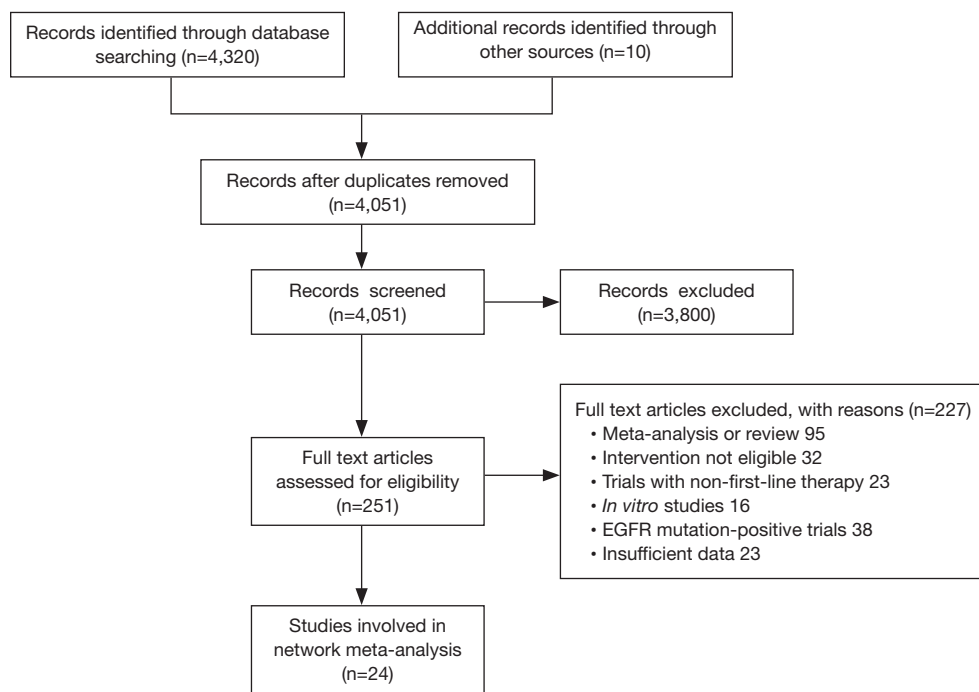 Records identified through database
searching (n=4,320)
Additional records identified through
other sources (n=10)
Records after duplicates removed
(n=4,051)
Records screened
(n=4,051)
Records excluded
(n=3,800)
Full text articles
assessed for eligibility
(n=251)
Full text articles excluded, with reasons (n=227)
• Meta-analysis or review 95
• Intervention not eligible 32
• Trials with non-first-line therapy 23
• In vitro studies 16
• EGFR mutation-positive trials 38
• Insufficient data 23
Studies involved in
network meta-analysis
(n=24)